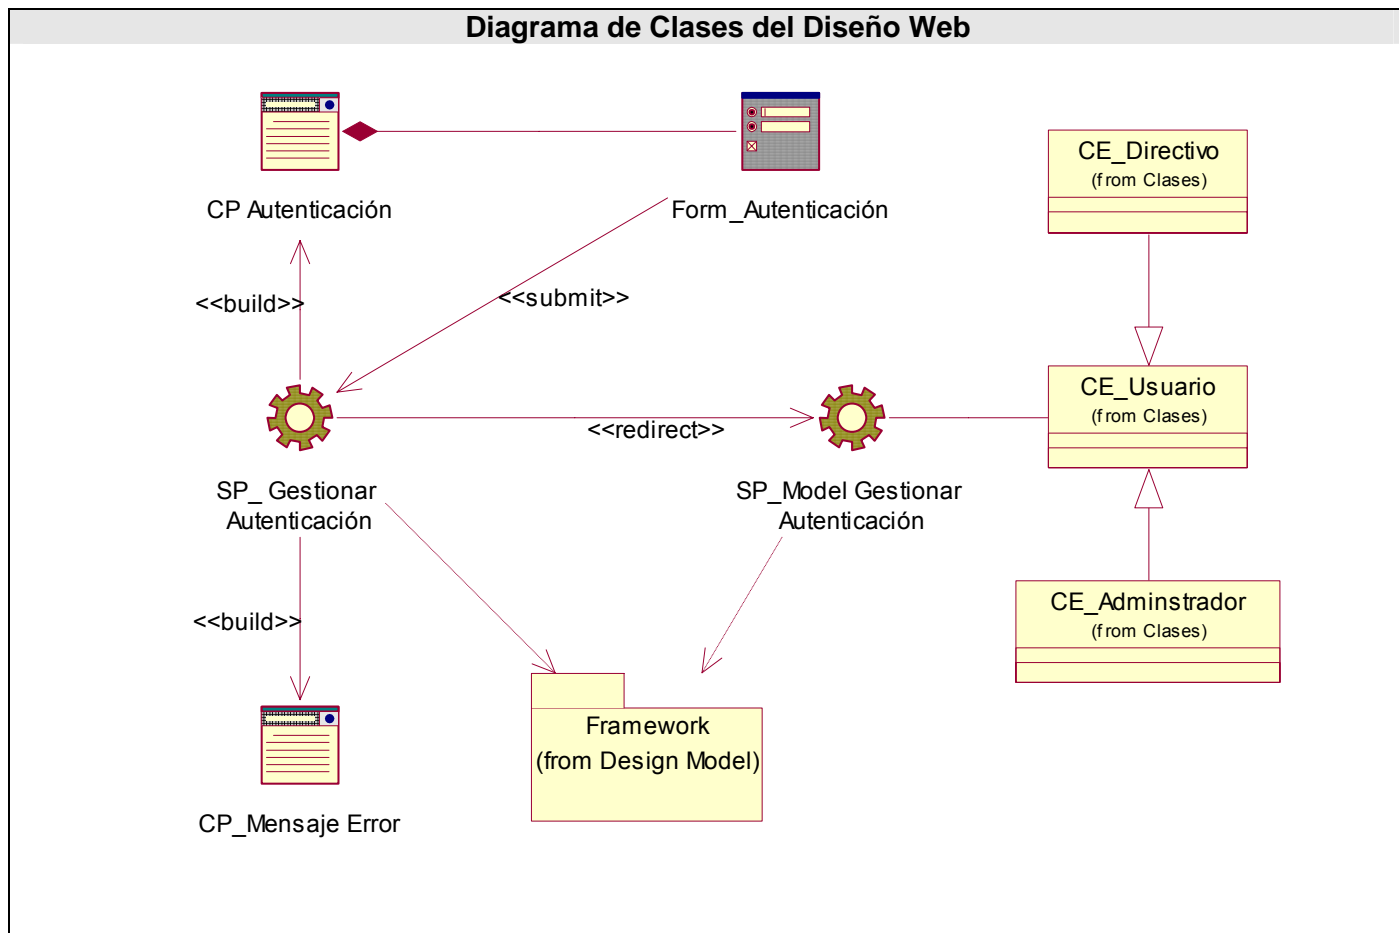 Diagrama de Clases del Diseño Web
CP Autenticación
Form_Autenticación
CE_Directivo
(from Clases)
<<build>>
<<submit>>
CE_Usuario
(from Clases)
<<redirect>>
SP_ Gestionar
Autenticación
SP_Model Gestionar
Autenticación
CE_Adminstrador
(from Clases)
<<build>>
Framework
(from Design Model)
CP_Mensaje Error